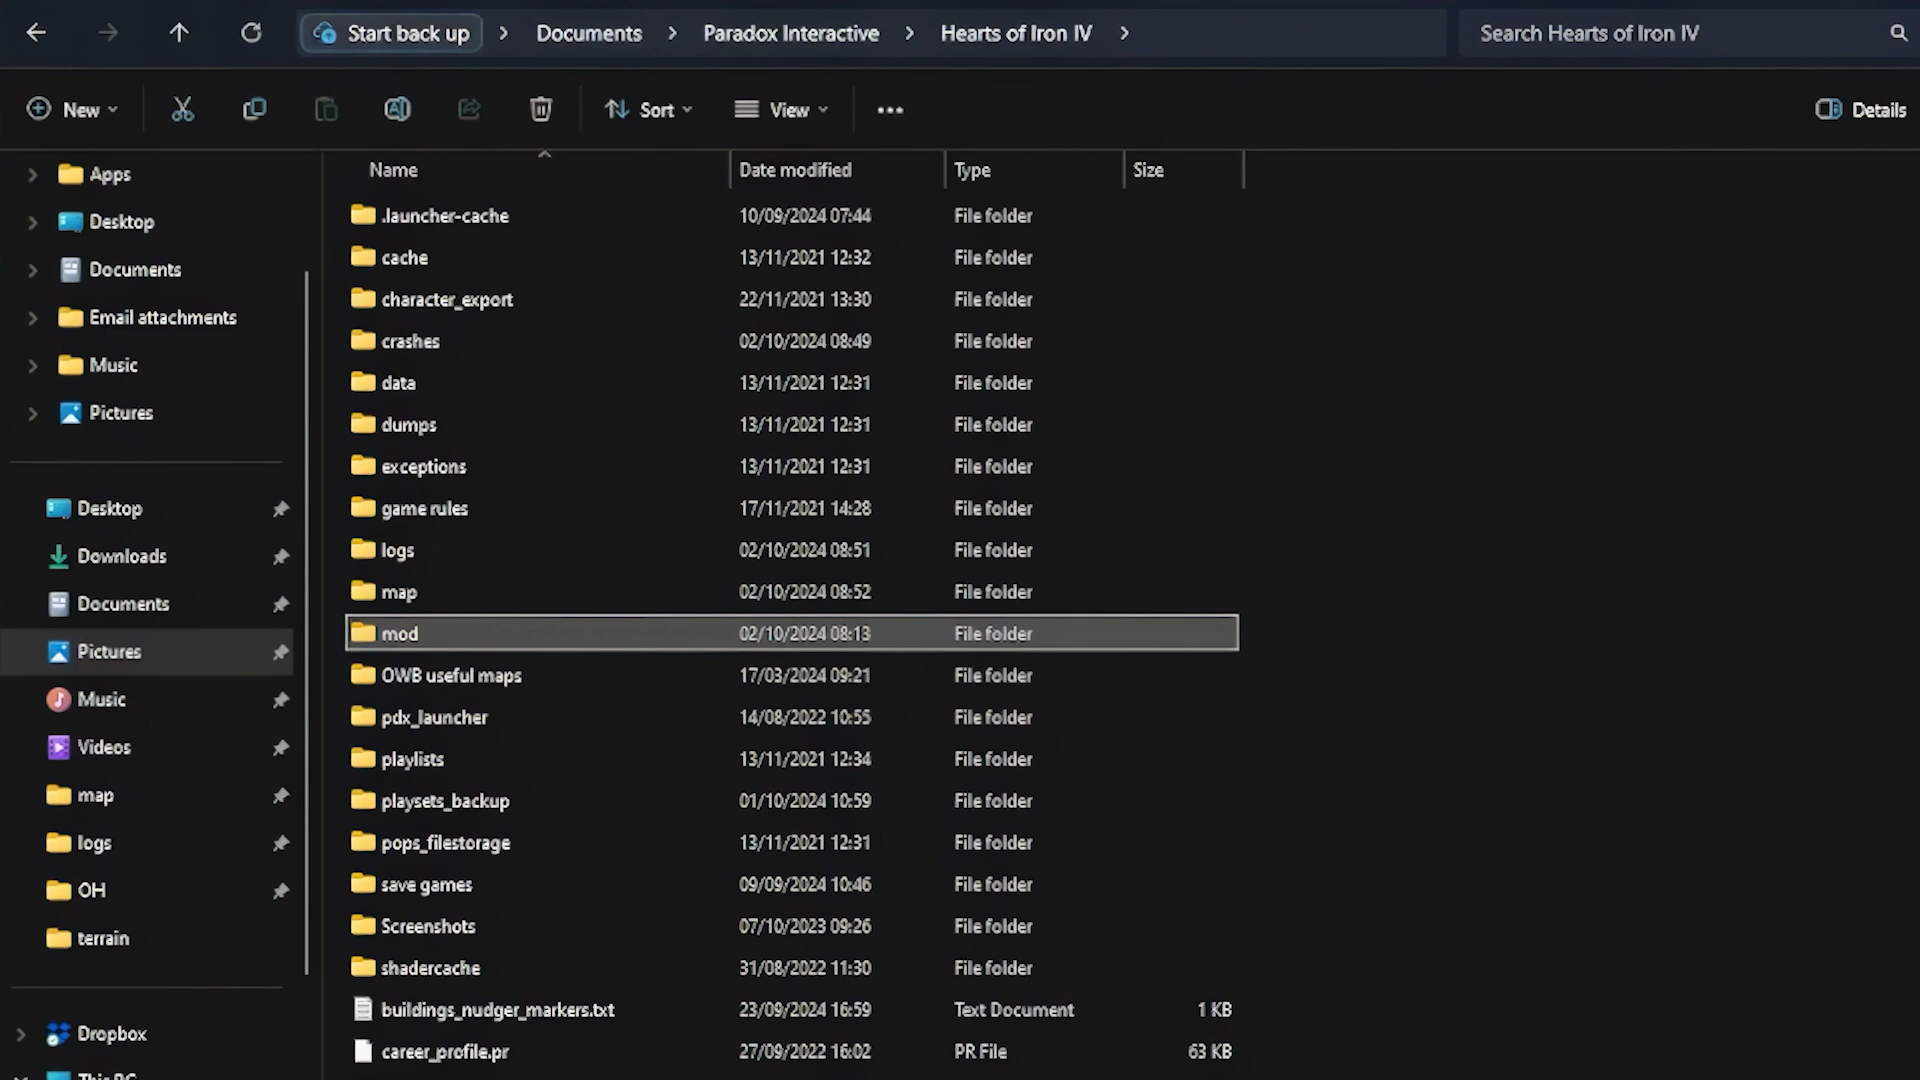 Start back up > Documents > Paradox Interactive > Hearts of Iron IV >
Search Hearts of Iron IV
New
Sort
View
Details
Apps
Desktop
Documents
Email attachments
Music
Pictures
Desktop
Downloads
Documents
Pictures
Music
Videos
map
logs
OH
terrain
Dropbox
This PC
Name Date modified Type Size
.launcher-cache 10/09/2024 07:44 File folder
cache 13/11/2021 12:32 File folder
character_export 22/11/2021 13:30 File folder
crashes 02/10/2024 08:49 File folder
data 13/11/2021 12:31 File folder
dumps 13/11/2021 12:31 File folder
exceptions 13/11/2021 12:31 File folder
game rules 17/11/2021 14:28 File folder
logs 02/10/2024 08:51 File folder
map 02/10/2024 08:52 File folder
mod 02/10/2024 08:13 File folder
OWB useful maps 17/03/2024 09:21 File folder
pdx_launcher 14/08/2022 10:55 File folder
playlists 13/11/2021 12:34 File folder
playsets_backup 01/10/2024 10:59 File folder
pops_filestorage 13/11/2021 12:31 File folder
save games 09/09/2024 10:46 File folder
Screenshots 07/10/2023 09:26 File folder
shadercache 31/08/2022 11:30 File folder
buildings_nudger_markers.txt 23/09/2024 16:59 Text Document 1 KB
career_profile.pr 27/09/2022 16:02 PR File 63 KB